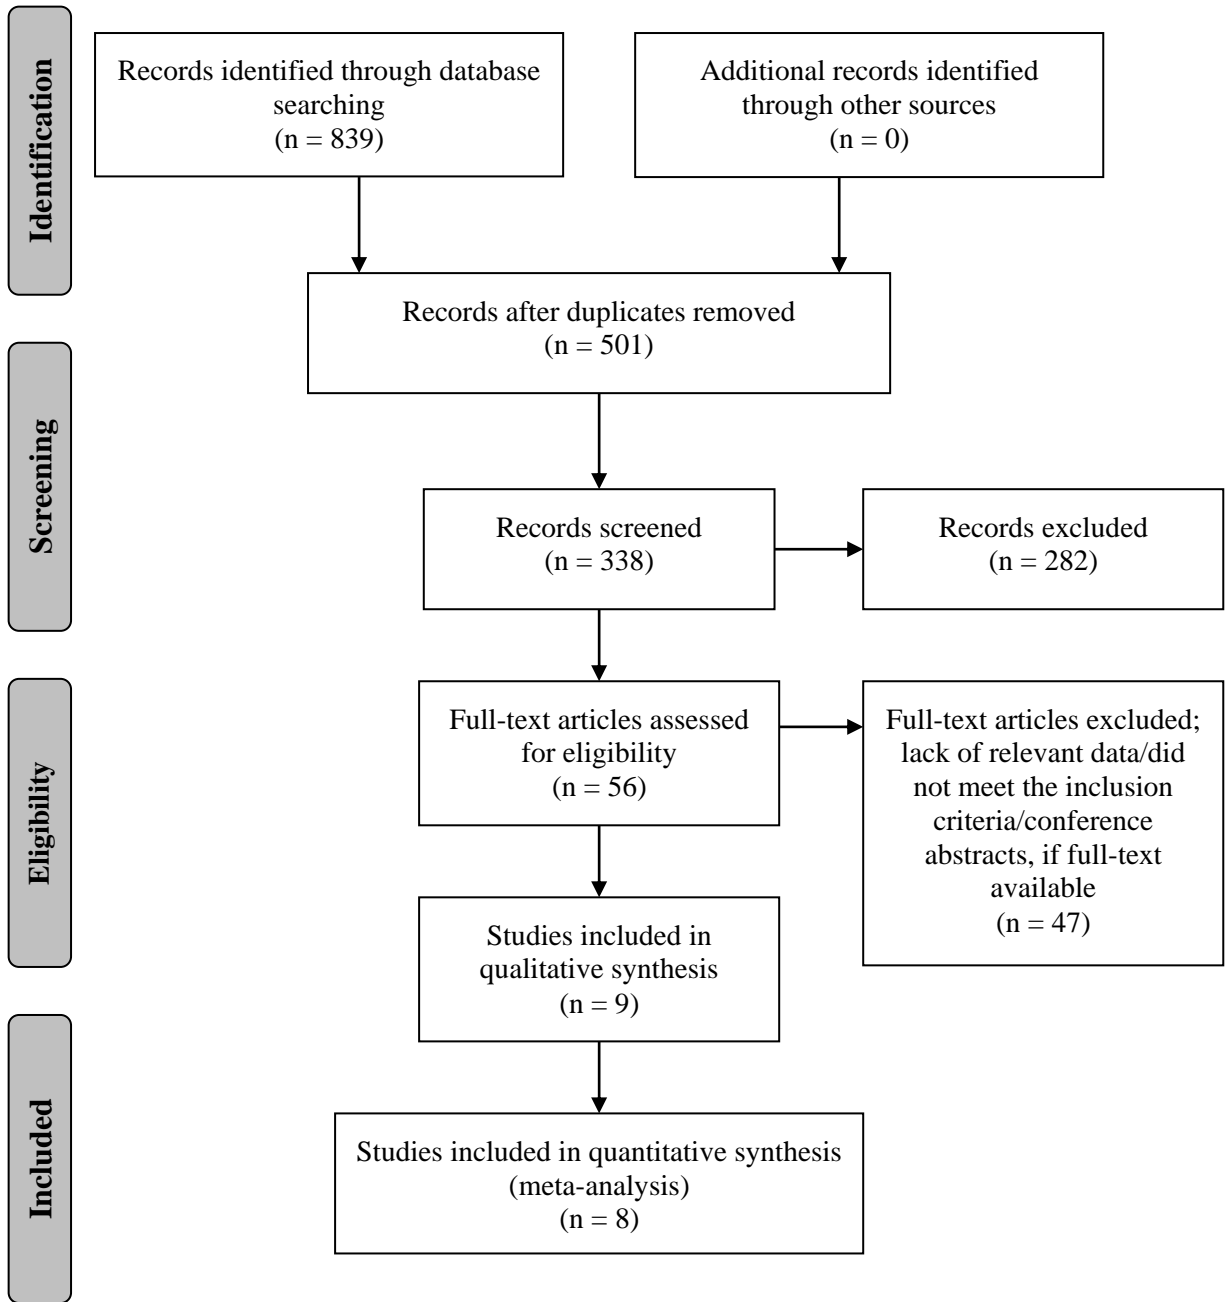 Identification
Records identified through database
searching
(n = 839)
Additional records identified
through other sources
(n = 0)
Records after duplicates removed
(n = 501)
Screening
Records screened
(n = 338)
Records excluded
(n = 282)
Eligibility
Full-text articles assessed
for eligibility
(n = 56)
Full-text articles excluded;
lack of relevant data/did
not meet the inclusion
criteria/conference
abstracts, if full-text
available
(n = 47)
Studies included in
qualitative synthesis
(n = 9)
Included
Studies included in quantitative synthesis
(meta-analysis)
(n = 8)